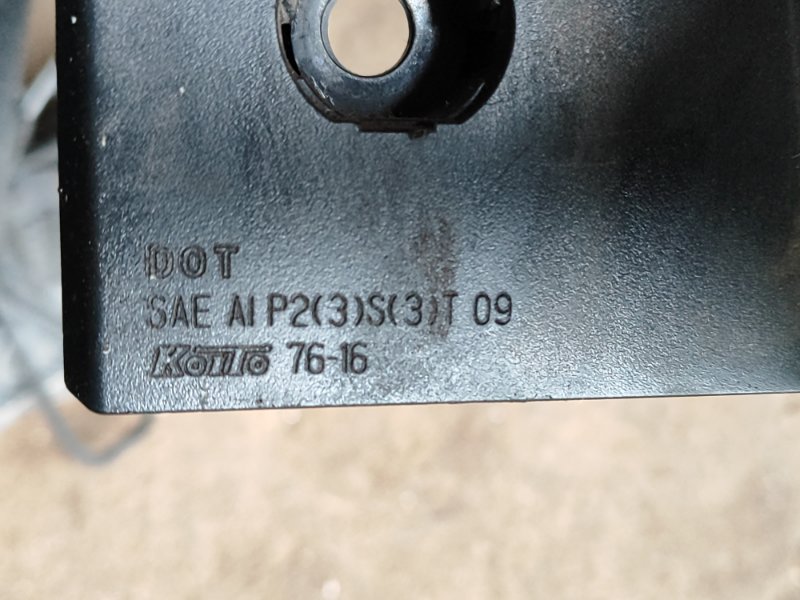 DOT
SAE AI P2(3)S(3)T 09
KOITO 76-16